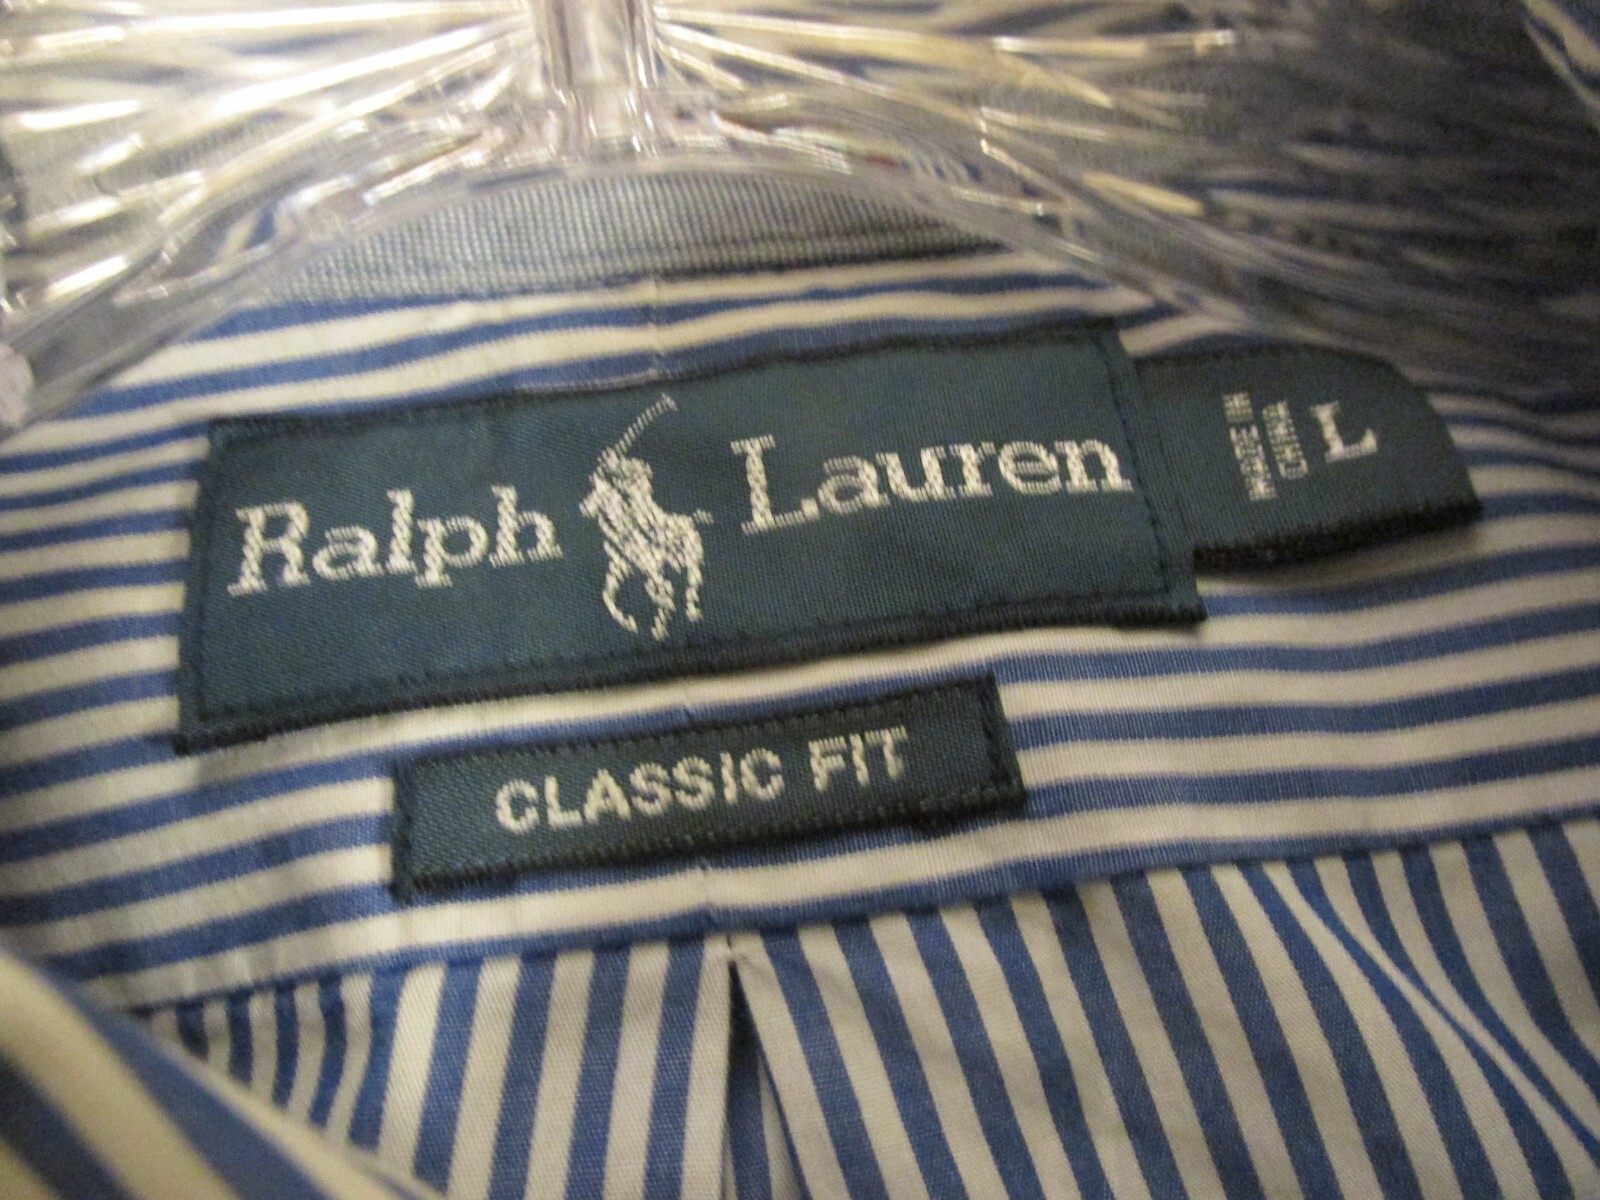 Ralph Lauren
MADE IN
CHINA
L
CLASSIC FIT